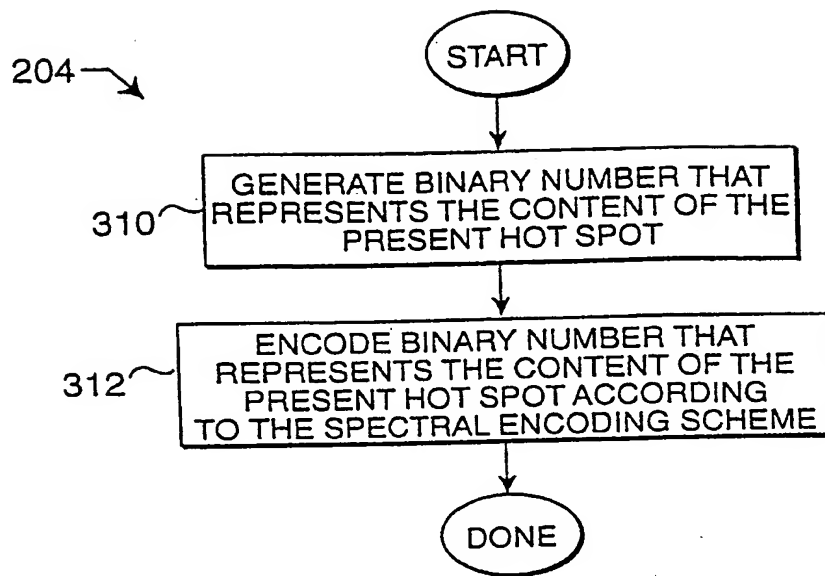 START
204
GENERATE BINARY NUMBER THAT
REPRESENTS THE CONTENT OF THE
PRESENT HOT SPOT.
310
ENCODE BINARY NUMBER THAT
REPRESENTS THE CONTENT OF THE
PRESENT HOT SPOT ACCORDING
TO THE SPECTRAL ENCODING SCHEME
312
DONE